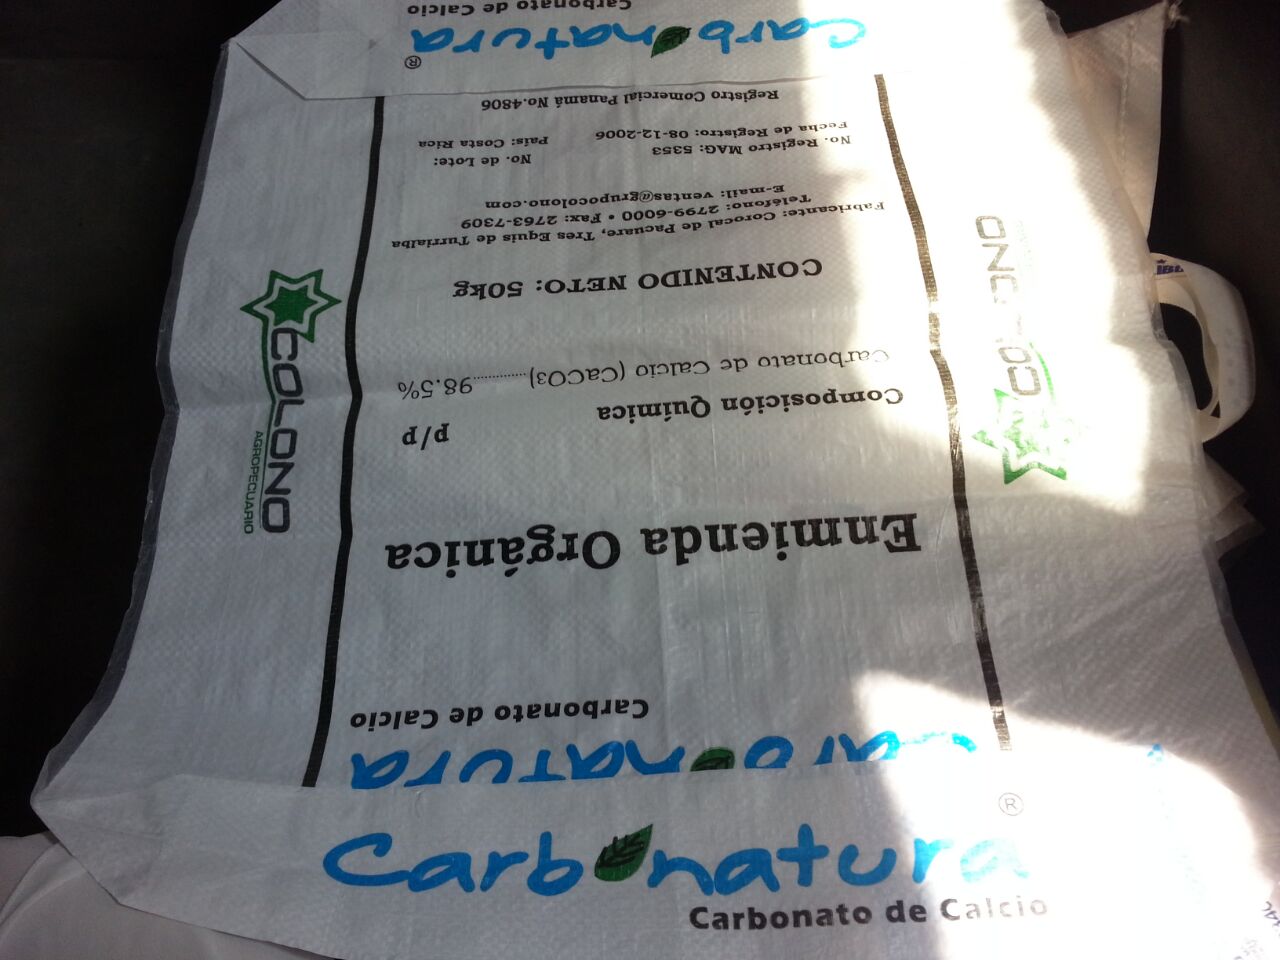 Carbonatura
Carbonato de Calcio
Carbonatura
Carbonato de Calcio
Enmienda Orgánica
Composición Química p/p
Carbonato de Calcio (CaCO3)..............98.5%
CONTENIDO NETO: 50kg
Fabricante: Corocal de Pacuare, Tres Equis de Turrialba
Teléfono: 2799-6000 • Fax: 2763-7309
E-mail: ventas@grupocolono.com
No. Registro MAG: 5353 No. de Lote:
Fecha de Registro: 08-12-2006 País: Costa Rica
Registro Comercial Panamá No.4806
Carbonatura®
Carbonato de Calcio
COLONO
AGROPECUARIO
COLONO